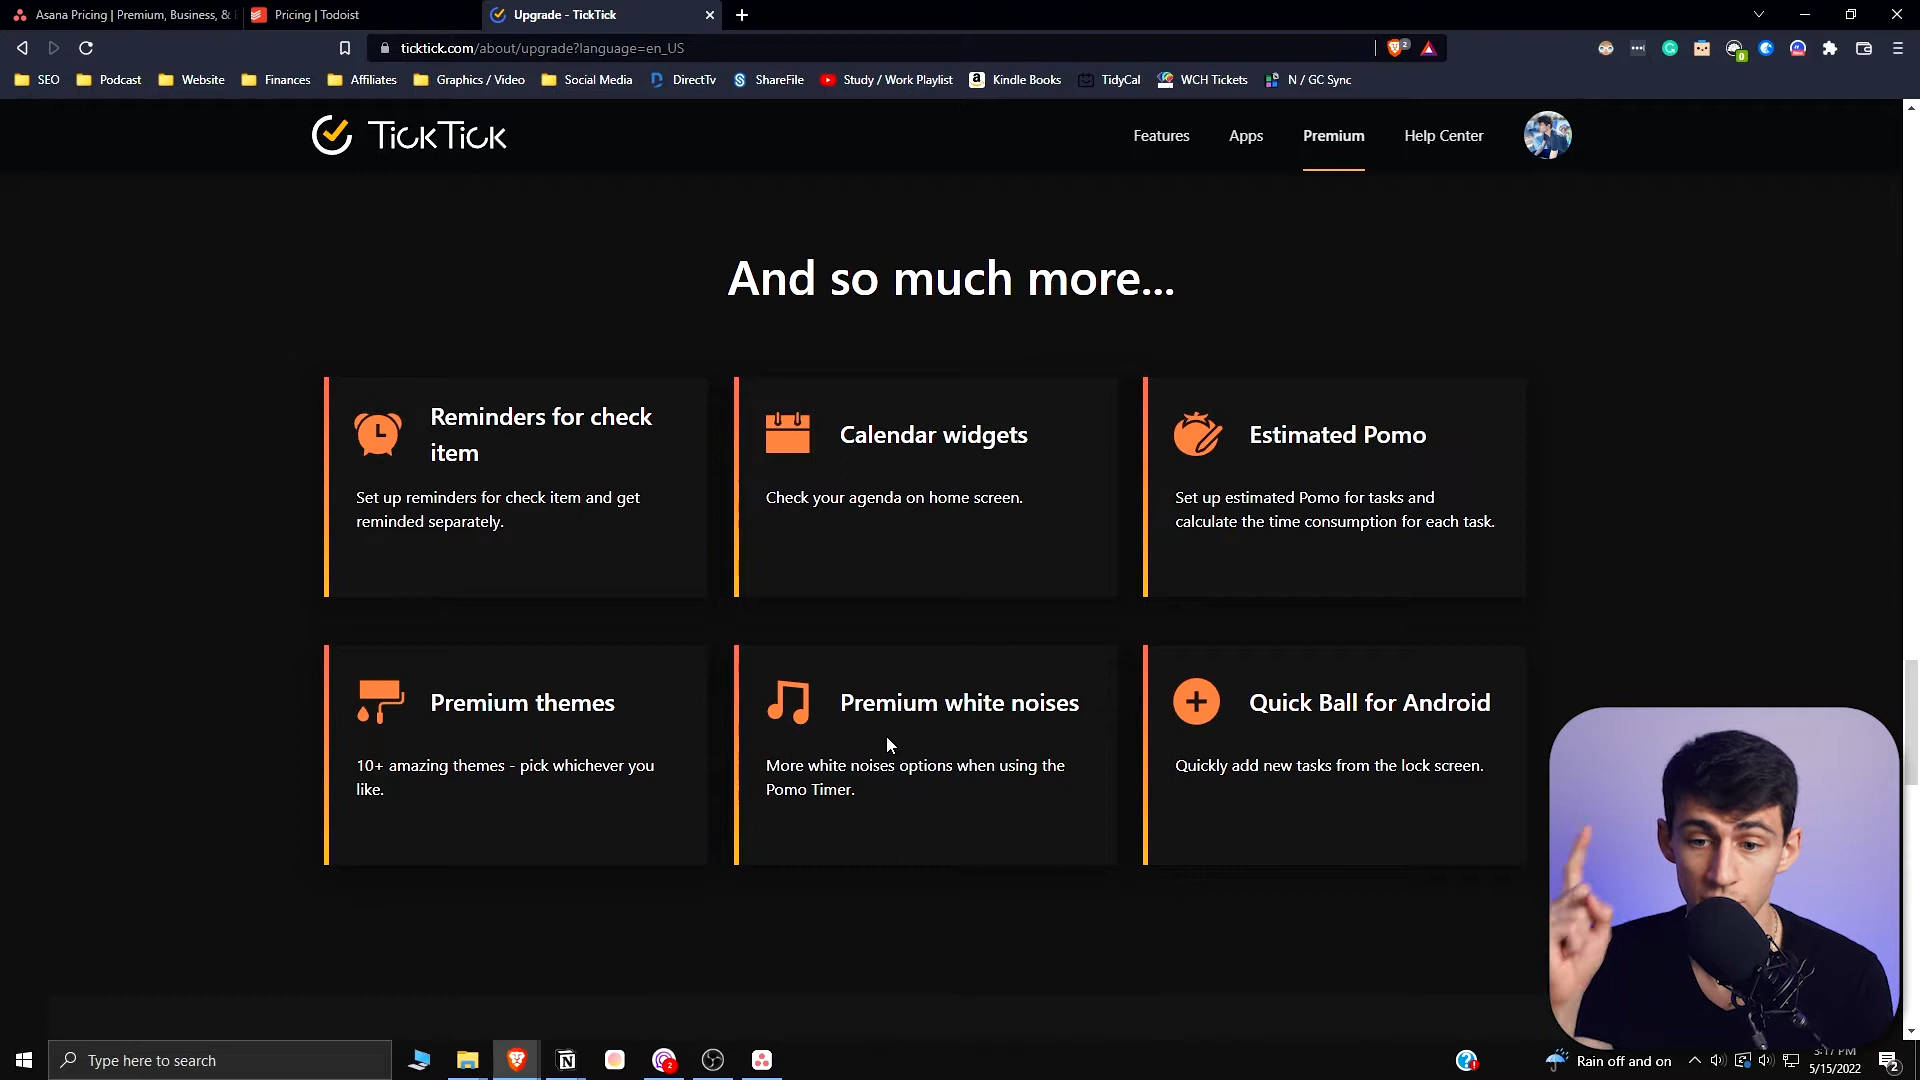 Asana Pricing | Premium, Business, &
Pricing | Todoist
Upgrade - TickTick
ticktick.com/about/upgrade?language=en_US
2
0
SEO
Podcast
Website
Finances
Affiliates
Graphics / Video
Social Media
DirectTv
ShareFile
Study / Work Playlist
Kindle Books
TidyCal
WCH Tickets
N / GC Sync
TickTick
Features
Apps
Premium
Help Center
And so much more...
Reminders for check
item
Set up reminders for check item and get
reminded separately.
Calendar widgets
Check your agenda on home screen.
Estimated Pomo
Set up estimated Pomo for tasks and
calculate the time consumption for each task.
Premium themes
10+ amazing themes - pick whichever you
like.
Premium white noises
More white noises options when using the
Pomo Timer.
Quick Ball for Android
Quickly add new tasks from the lock screen.
Type here to search
2
Rain off and on
3:17 PM
5/15/2022
2